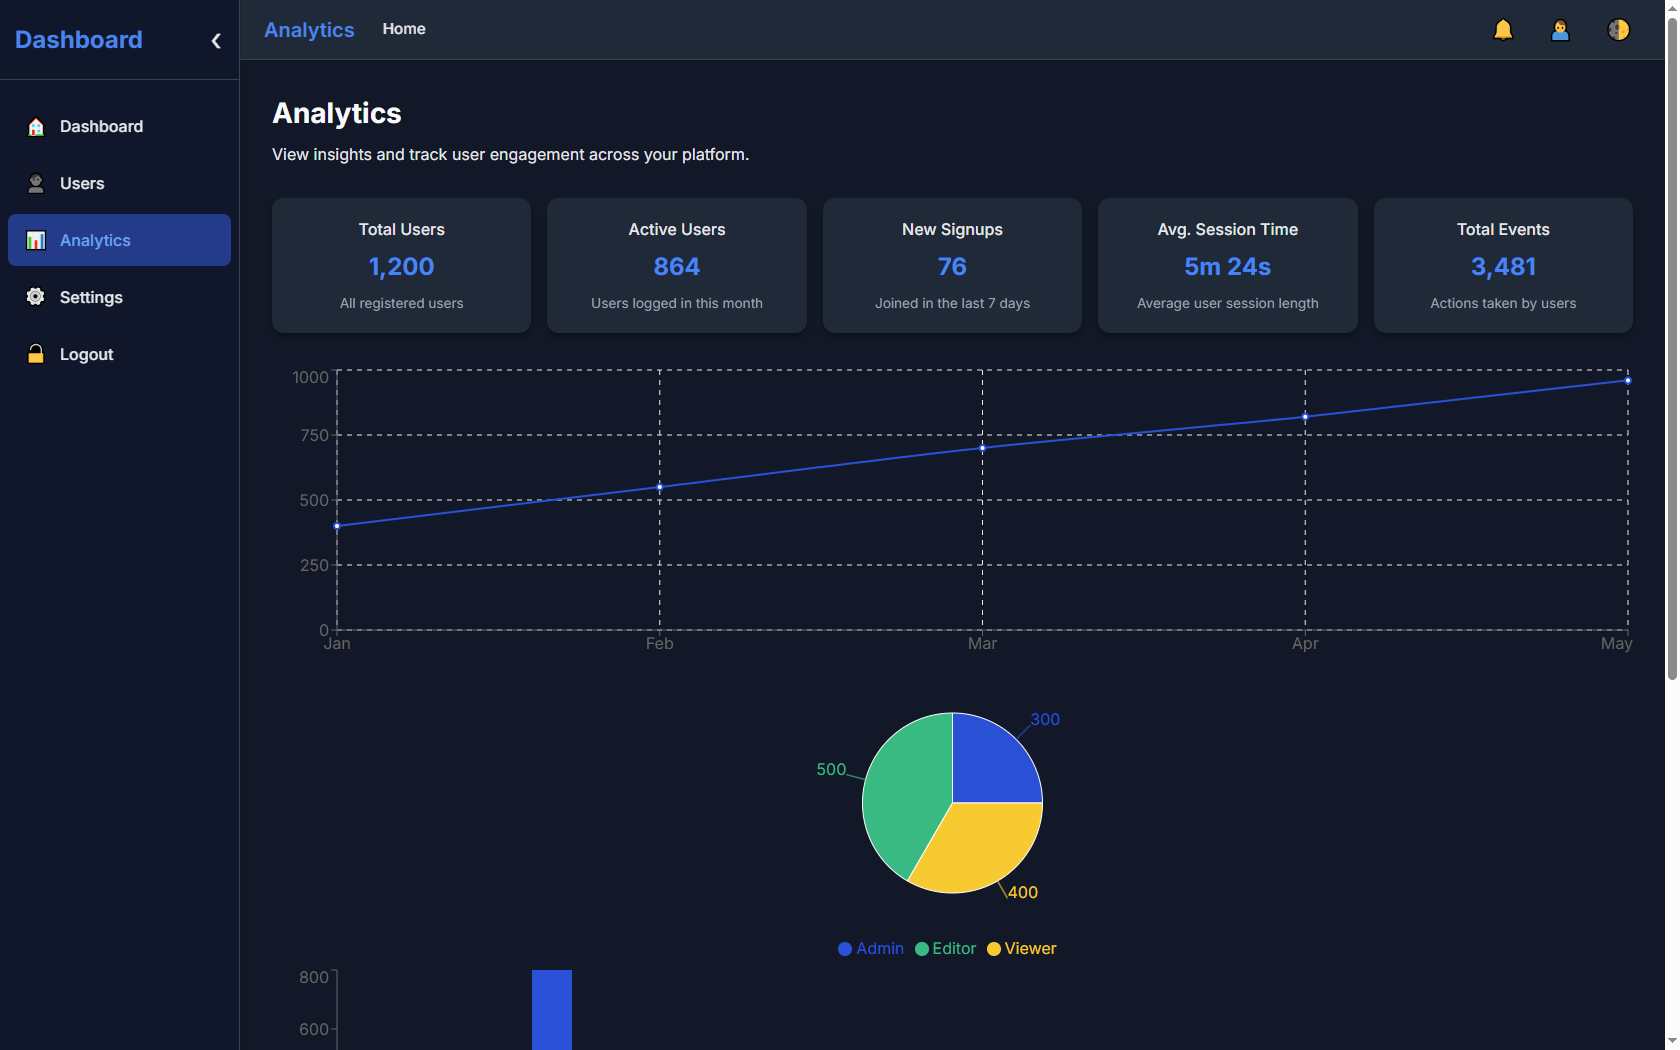 Dashboard
Analytics Home
Dashboard
Users
Analytics
Settings
Logout
Analytics
View insights and track user engagement across your platform.
Total Users
1,200
All registered users
Active Users
864
Users logged in this month
New Signups
76
Joined in the last 7 days
Avg. Session Time
5m 24s
Average user session length
Total Events
3,481
Actions taken by users
1000
750
500
250
0
Jan Feb Mar Apr May
300
500
400
Admin Editor Viewer
800
600